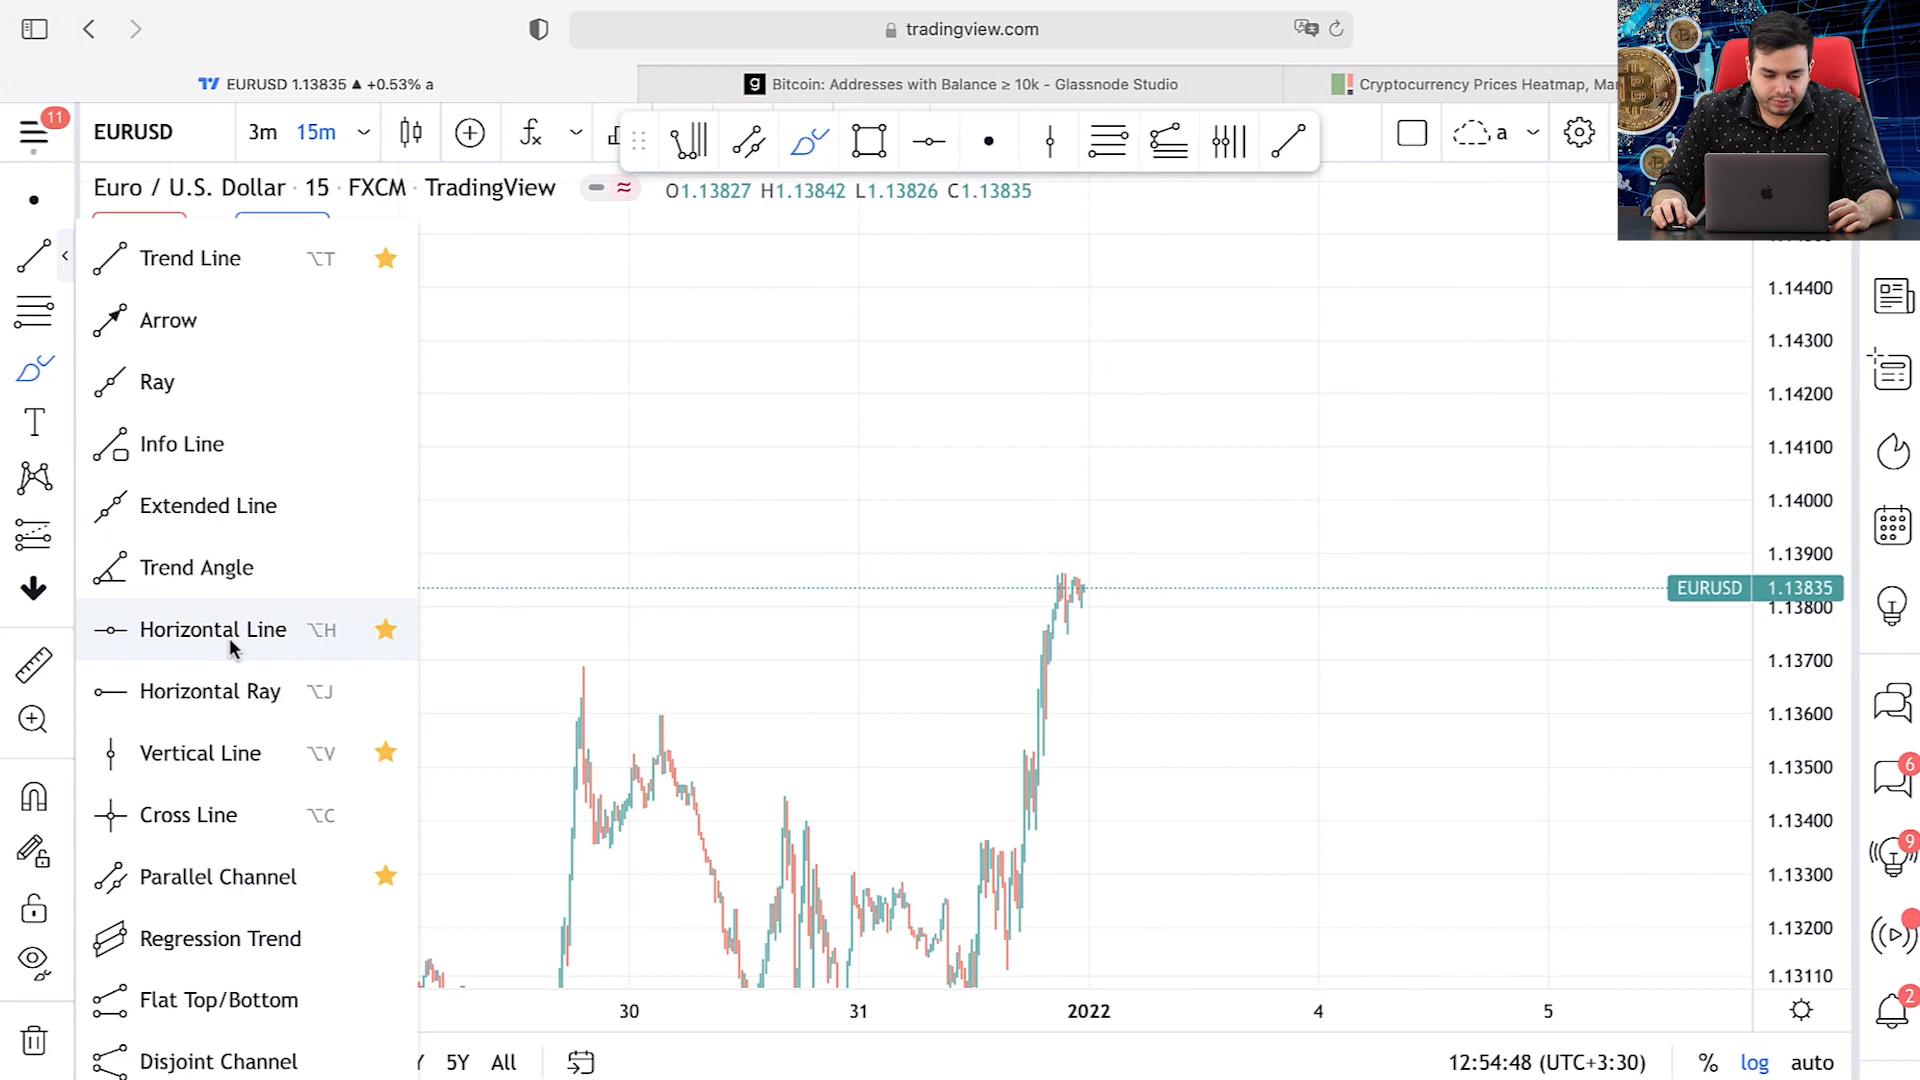 tradingview.com
EURUSD 1.13835 ▲ +0.53% a
Bitcoin: Addresses with Balance ≥ 10k - Glassnode Studio
Cryptocurrency Prices Heatmap, Ma
11
EURUSD
3m
15m
a
Euro / U.S. Dollar · 15 · FXCM · TradingView
O1.13827 H1.13842 L1.13826 C1.13835
Trend Line ⌥T
Arrow
Ray
Info Line
Extended Line
Trend Angle
Horizontal Line ⌥H
Horizontal Ray ⌥J
Vertical Line ⌥V
Cross Line ⌥C
Parallel Channel
Regression Trend
Flat Top/Bottom
Disjoint Channel
1.14400
1.14300
1.14200
1.14100
1.14000
1.13900
EURUSD 1.13835
1.13800
1.13700
1.13600
1.13500
1.13400
1.13300
1.13200
1.13110
6
9
2
30 31 2022 4 5
5Y All
12:54:48 (UTC+3:30) % log auto